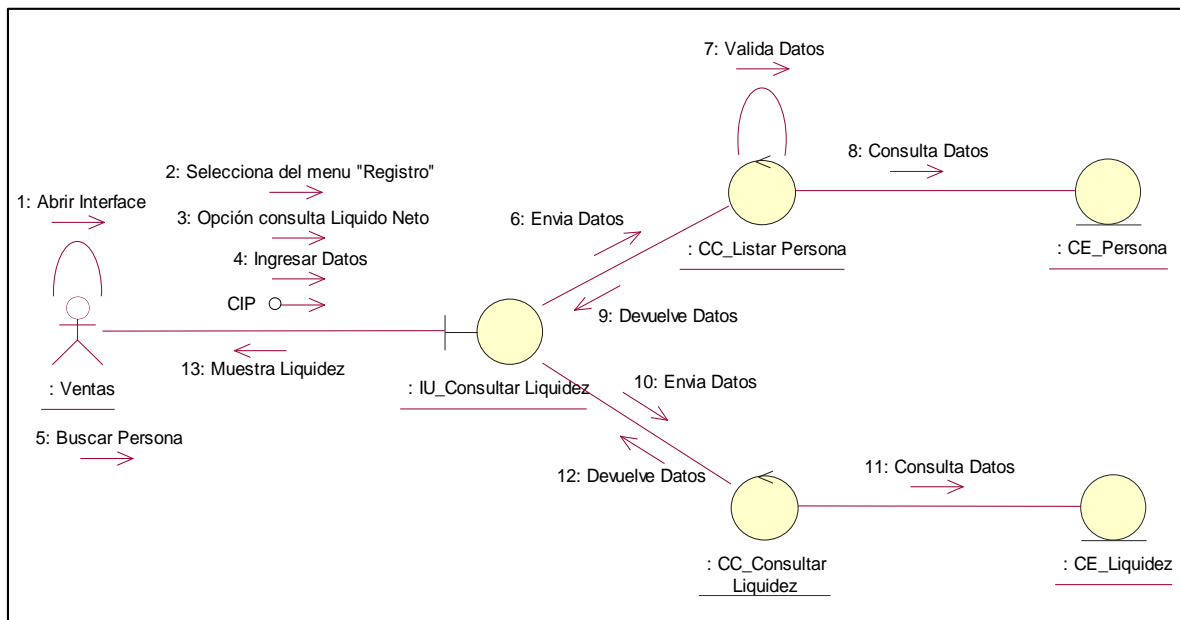 7: Valida Datos
2: Selecciona del menu "Registro"
8: Consulta Datos
1: Abrir Interface
3: Opción consulta Liquido Neto
6: Envia Datos
4: Ingresar Datos
: CC_Listar Persona
: CE_Persona
CIP
9: Devuelve Datos
13: Muestra Liquidez
10: Envia Datos
: Ventas
: IU_Consultar Liquidez
5: Buscar Persona
12: Devuelve Datos
11: Consulta Datos
: CC_Consultar
Liquidez
: CE_Liquidez